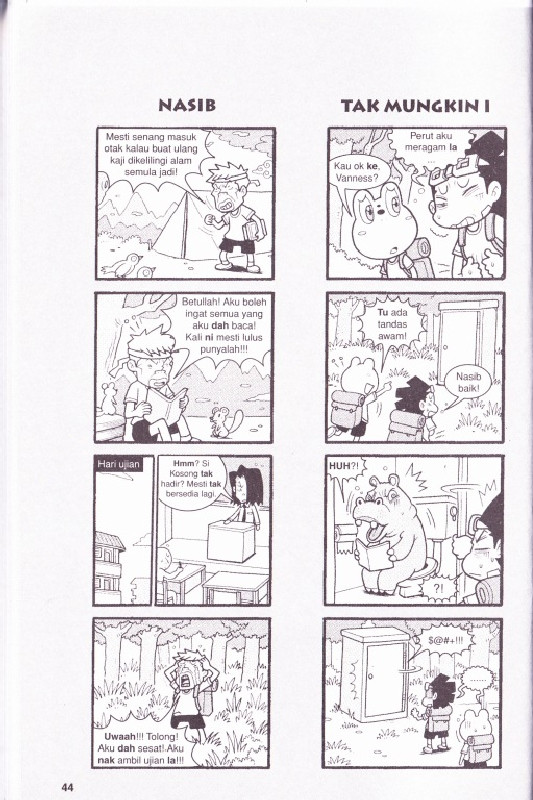 NASIB
Mesti senang masuk
otak kalau buat ulang
kaji dikelilingi alam
semula jadi!
Betullah! Aku boleh
ingat semua yang
aku dah baca!
Kali ni mesti lulus
punyalah!!!
Hari ujian
Hmm? Si
Kosong tak
hadir? Mesti tak
bersedia lagi.
Uwaah!!! Tolong!
Aku dah sesat! Aku
nak ambil ujian la!!!
TAK MUNGKIN I
Perut aku
meragam la
...
Kau ok ke,
Vanness?
Tu ada
tandas
awam!
Nasib
baik!
HUH?!
?!
$@#+!!!
......
44